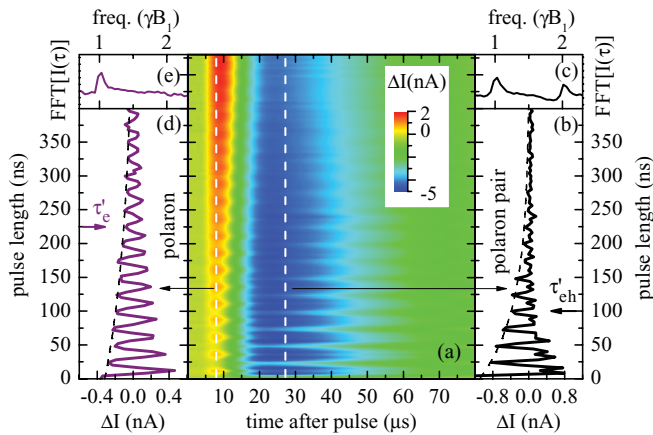 freq. (γB₁)
1 2
(e)
FFT[I(τ)]
(d)
350
300
250
200
150
100
50
0
pulse length (ns)
τ'e
polaron
-0.4 0.0 0.4
ΔI (nA)
ΔI(nA)
2
0
-5
polaron pair
(a)
10 20 30 40 50 60 70
time after pulse (µs)
freq. (γB₁)
1 2
(c)
FFT[I(τ)]
(b)
350
300
250
200
150
100
50
0
pulse length (ns)
τ'eh
-0.8 0.0 0.8
ΔI (nA)